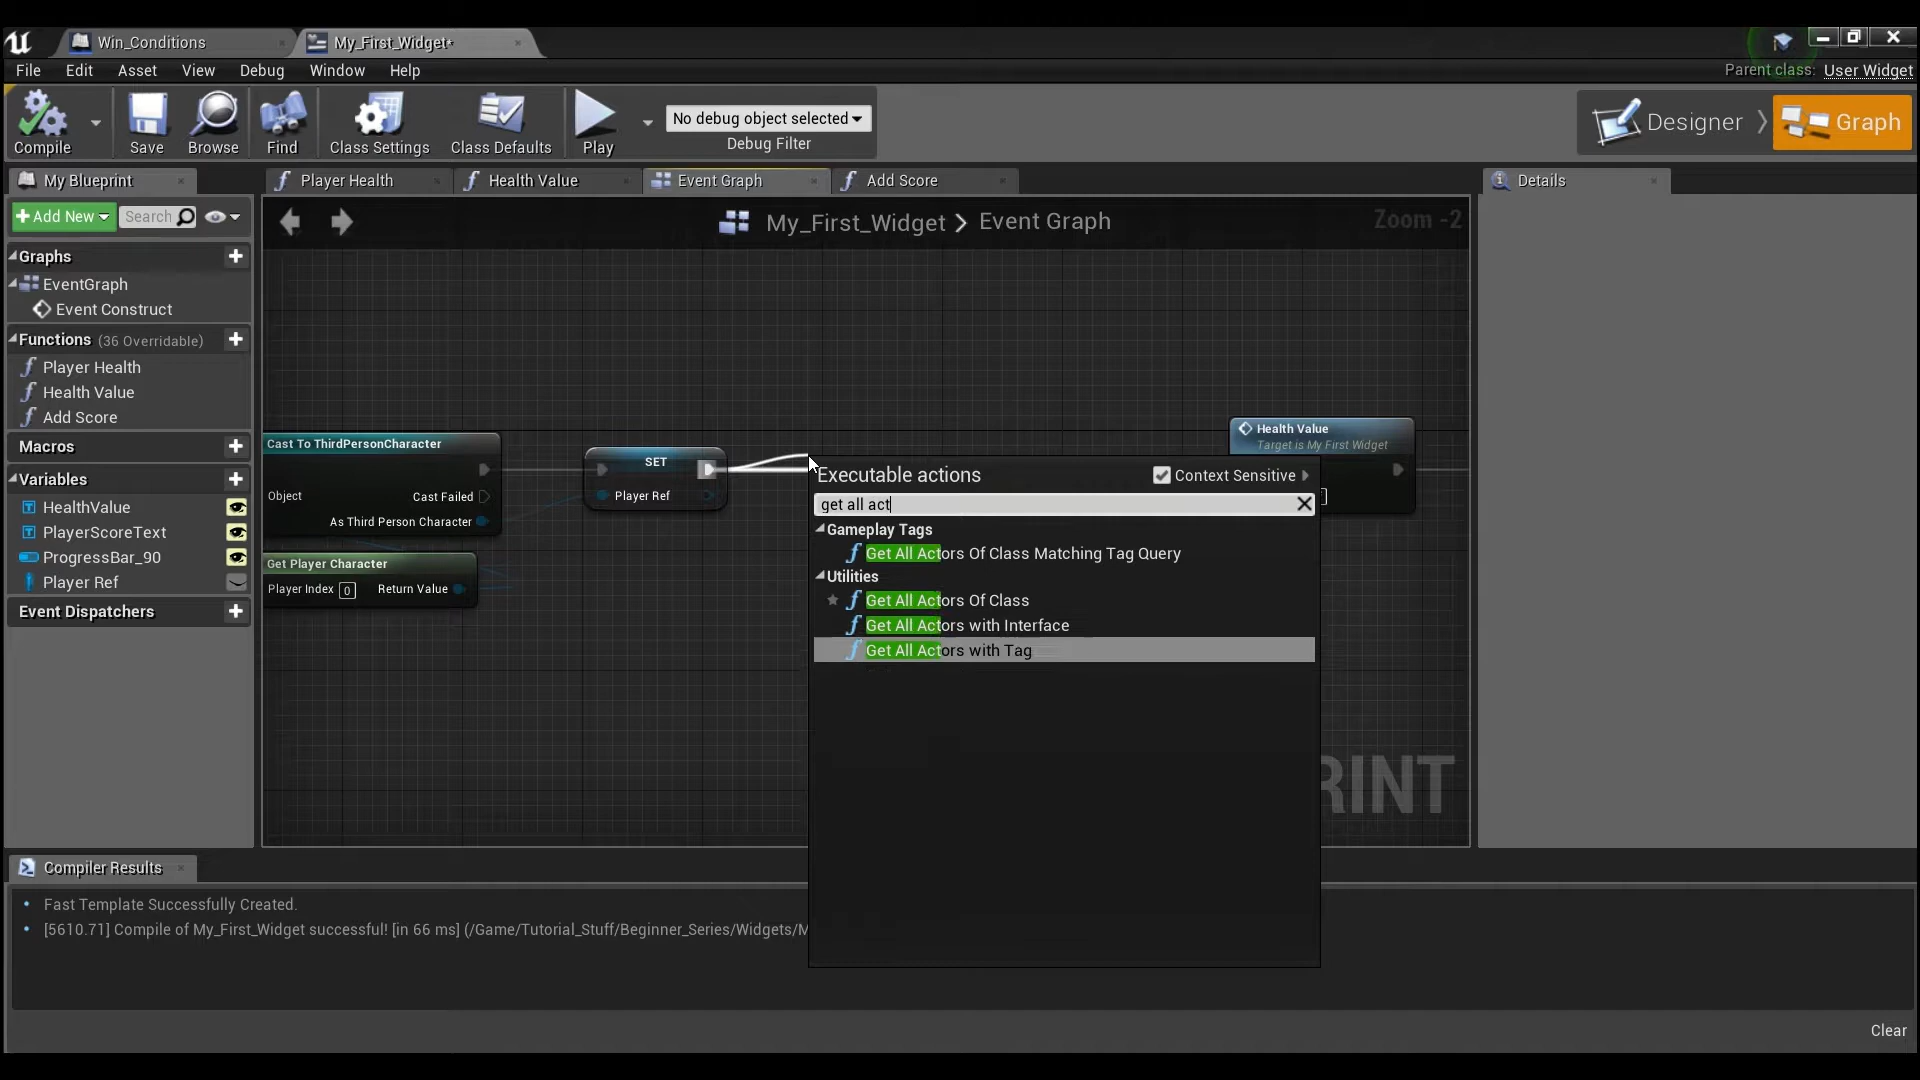 Win_Conditions
My_First_Widget*
File Edit Asset View Debug Window Help
Parent class: User Widget
Compile
Save
Browse
Find
Class Settings
Class Defaults
Play
No debug object selected
Debug Filter
Designer
Graph
My Blueprint
Player Health
Health Value
Event Graph
Add Score
Details
Add New
Search
My_First_Widget > Event Graph
Zoom -2
Graphs
EventGraph
Event Construct
Functions (36 Overridable)
Player Health
Health Value
Add Score
Macros
Variables
HealthValue
PlayerScoreText
ProgressBar_90
Player Ref
Event Dispatchers
Cast To ThirdPersonCharacter
Object
Cast Failed
As Third Person Character
Get Player Character
Player Index 0 Return Value
SET
Player Ref
Health Value
Target is My First Widget
Executable actions
Context Sensitive
get all act
Gameplay Tags
Get All Actors Of Class Matching Tag Query
Utilities
Get All Actors Of Class
Get All Actors with Interface
Get All Actors with Tag
RINT
Compiler Results
Fast Template Successfully Created.
[5610.71] Compile of My_First_Widget successful! [in 66 ms] (/Game/Tutorial_Stuff/Beginner_Series/Widgets/M
Clear